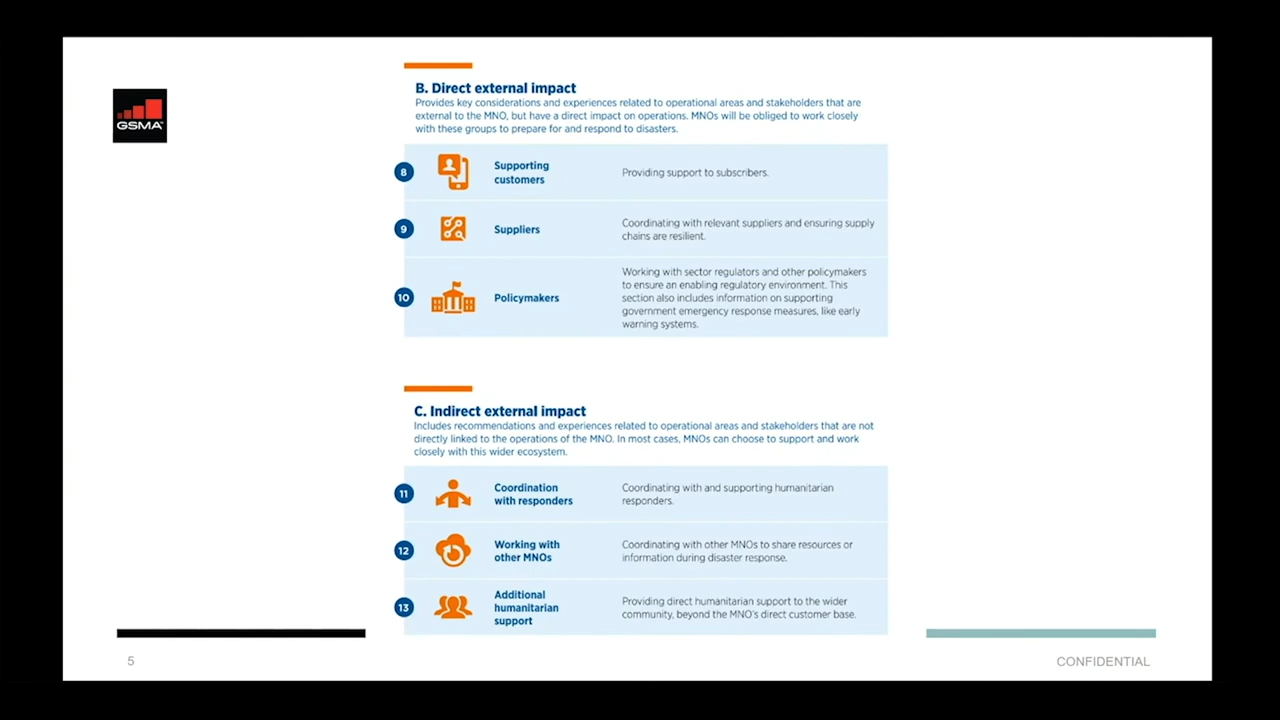 GSMA™
B. Direct external impact
Provides key considerations and experiences related to operational areas and stakeholders that are
external to the MNO, but have a direct impact on operations. MNOs will be obliged to work closely
with these groups to prepare for and respond to disasters.
8
Supporting
customers
Providing support to subscribers.
9
Suppliers
Coordinating with relevant suppliers and ensuring supply
chains are resilient.
10
Policymakers
Working with sector regulators and other policymakers
to ensure an enabling regulatory environment. This
section also includes information on supporting
government emergency response measures, like early
warning systems.
C. Indirect external impact
Includes recommendations and experiences related to operational areas and stakeholders that are not
directly linked to the operations of the MNO. In most cases, MNOs can choose to support and work
closely with this wider ecosystem.
11
Coordination
with responders
Coordinating with and supporting humanitarian
responders.
12
Working with
other MNOs
Coordinating with other MNOs to share resources or
information during disaster response.
13
Additional
humanitarian
support
Providing direct humanitarian support to the wider
community, beyond the MNO's direct customer base.
5
CONFIDENTIAL